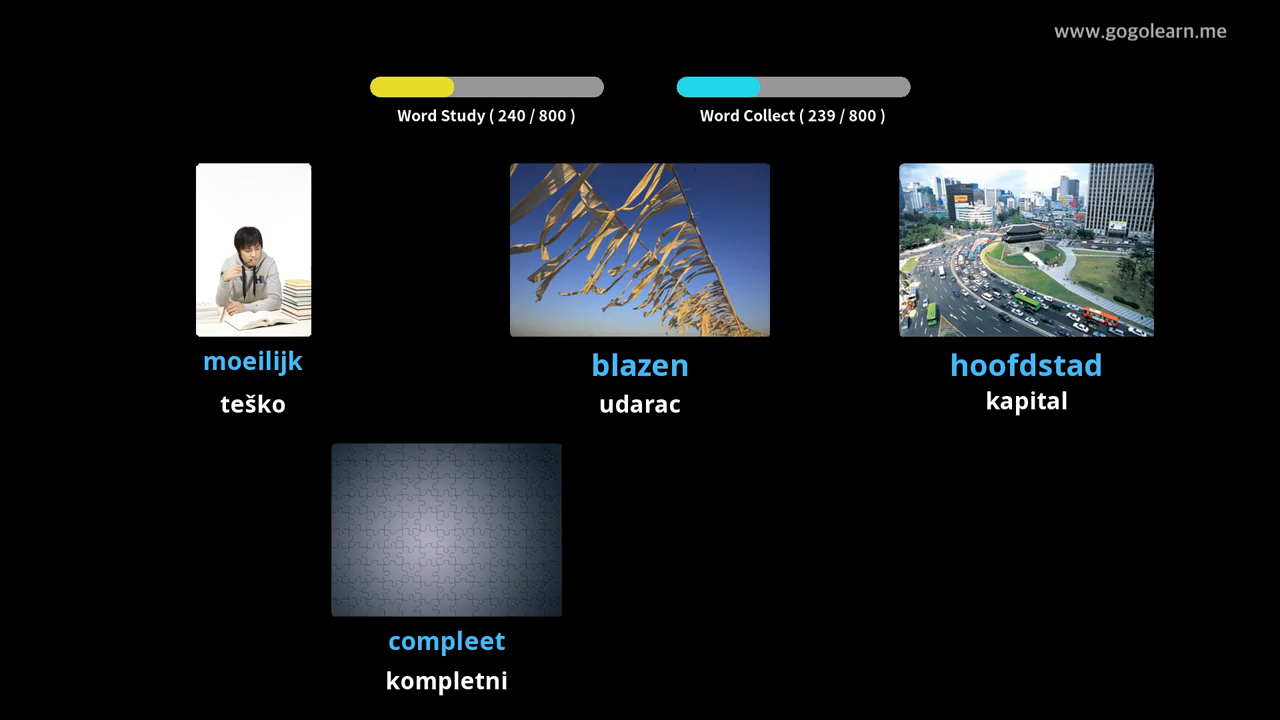 www.gogolearn.me
Word Study ( 240 / 800 )
Word Collect ( 239 / 800 )
moeilijk
teško
blazen
udarac
hoofdstad
kapital
compleet
kompletni